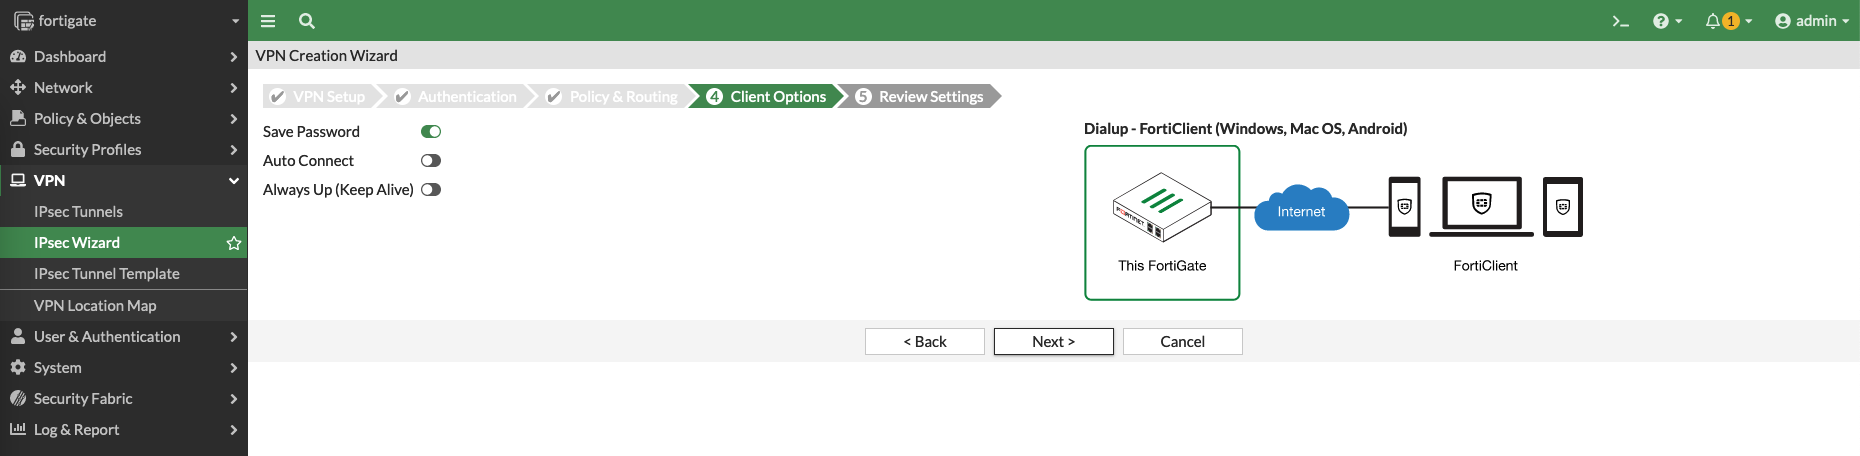 fortigate
1
admin
Dashboard
Network
Policy & Objects
Security Profiles
VPN
IPsec Tunnels
IPsec Wizard
IPsec Tunnel Template
VPN Location Map
User & Authentication
System
Security Fabric
Log & Report
VPN Creation Wizard
VPN Setup Authentication Policy & Routing 4 Client Options 5 Review Settings
Save Password
Auto Connect
Always Up (Keep Alive)
Dialup - FortiClient (Windows, Mac OS, Android)
FORTINET
Internet
This FortiGate
FortiClient
< Back Next > Cancel